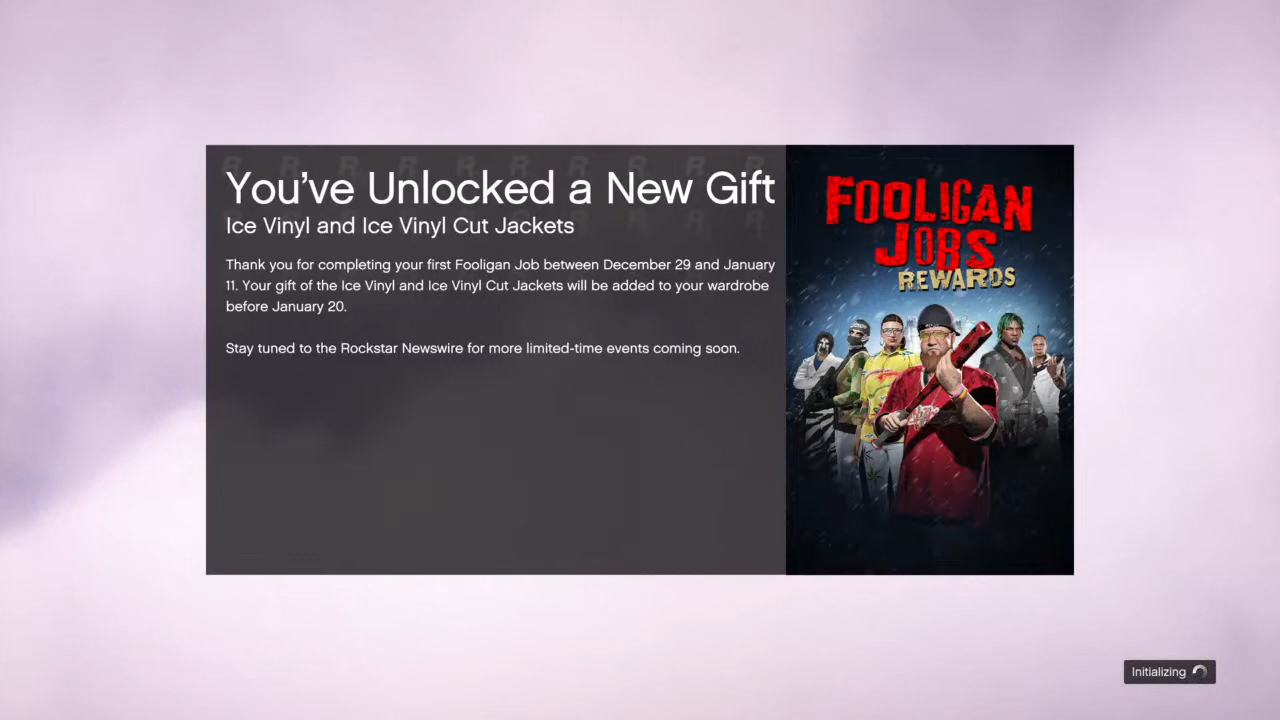 You've Unlocked a New Gift
Ice Vinyl and Ice Vinyl Cut Jackets
Thank you for completing your first Fooligan Job between December 29 and January
11. Your gift of the Ice Vinyl and Ice Vinyl Cut Jackets will be added to your wardrobe
before January 20.
Stay tuned to the Rockstar Newswire for more limited-time events coming soon.
FOOLIGAN
JOBS
REWARDS
Initializing